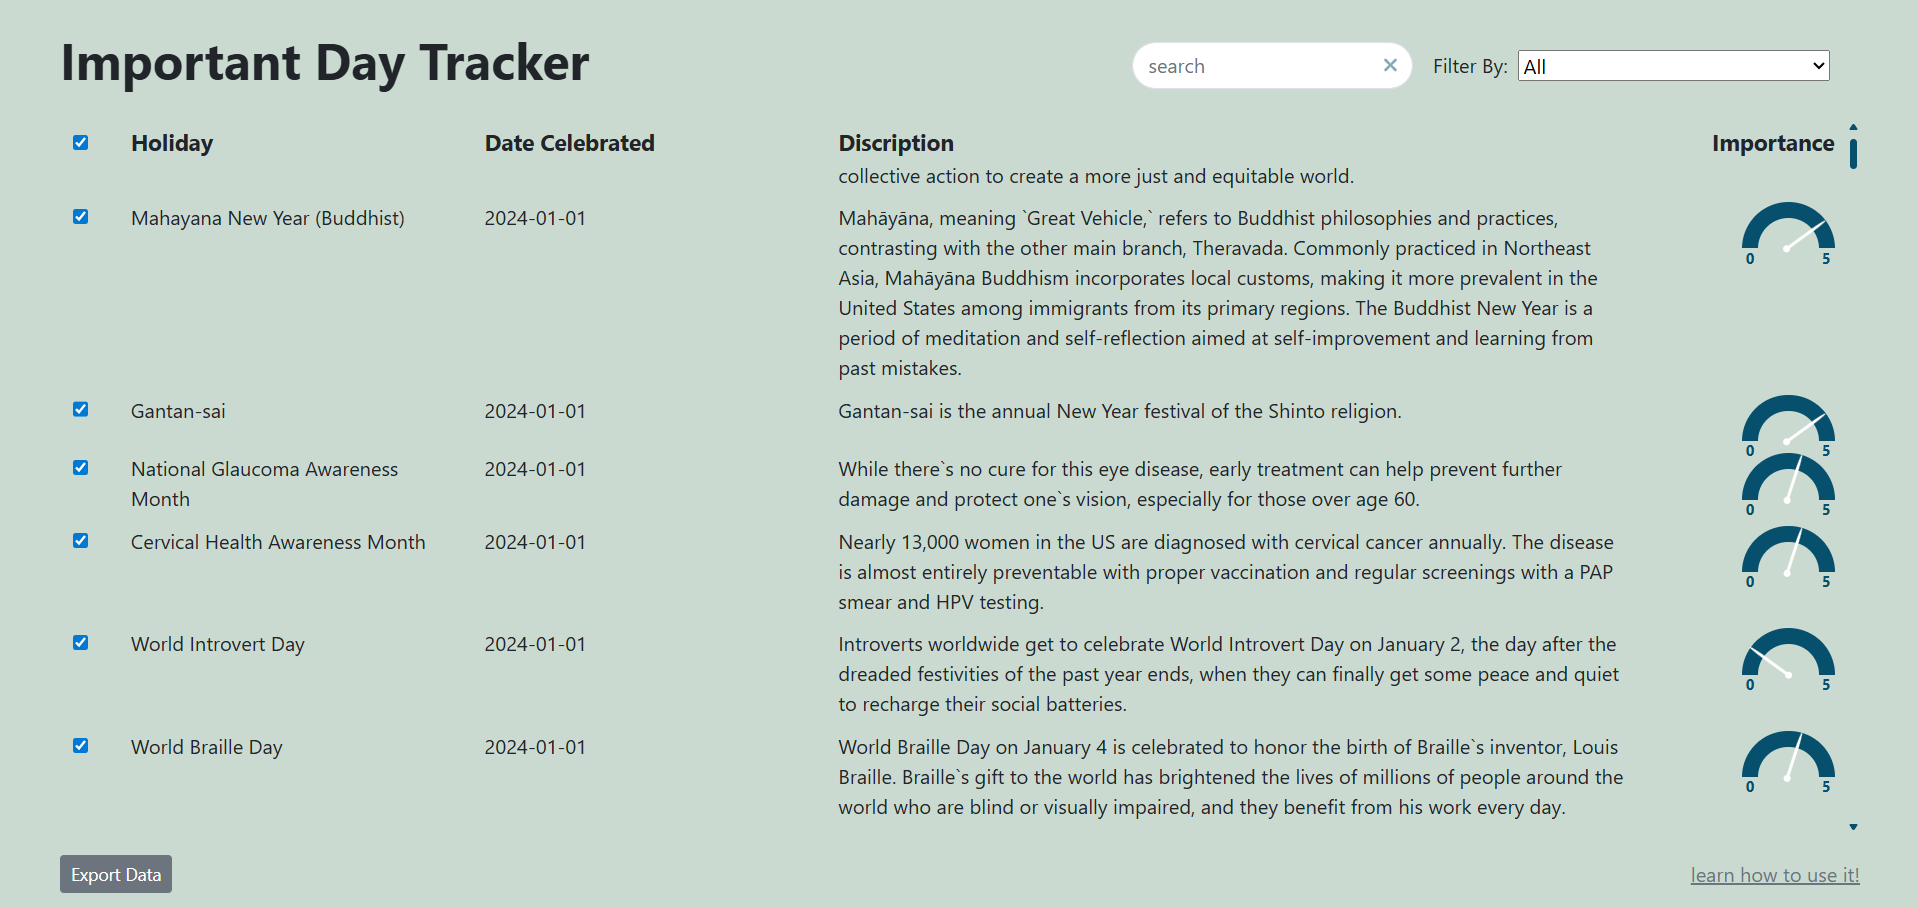 Important Day Tracker
search
Filter By: All
Holiday Date Celebrated Discription Importance
collective action to create a more just and equitable world.
Mahayana New Year (Buddhist) 2024-01-01 Mahāyāna, meaning `Great Vehicle,` refers to Buddhist philosophies and practices,
contrasting with the other main branch, Theravada. Commonly practiced in Northeast
Asia, Mahāyāna Buddhism incorporates local customs, making it more prevalent in the
United States among immigrants from its primary regions. The Buddhist New Year is a
period of meditation and self-reflection aimed at self-improvement and learning from
past mistakes.
0 5
Gantan-sai 2024-01-01 Gantan-sai is the annual New Year festival of the Shinto religion.
0 5
National Glaucoma Awareness 2024-01-01 While there`s no cure for this eye disease, early treatment can help prevent further
Month damage and protect one`s vision, especially for those over age 60.
0 5
Cervical Health Awareness Month 2024-01-01 Nearly 13,000 women in the US are diagnosed with cervical cancer annually. The disease
is almost entirely preventable with proper vaccination and regular screenings with a PAP
smear and HPV testing.
0 5
World Introvert Day 2024-01-01 Introverts worldwide get to celebrate World Introvert Day on January 2, the day after the
dreaded festivities of the past year ends, when they can finally get some peace and quiet
to recharge their social batteries.
0 5
World Braille Day 2024-01-01 World Braille Day on January 4 is celebrated to honor the birth of Braille`s inventor, Louis
Braille. Braille`s gift to the world has brightened the lives of millions of people around the
world who are blind or visually impaired, and they benefit from his work every day.
0 5
Export Data
learn how to use it!